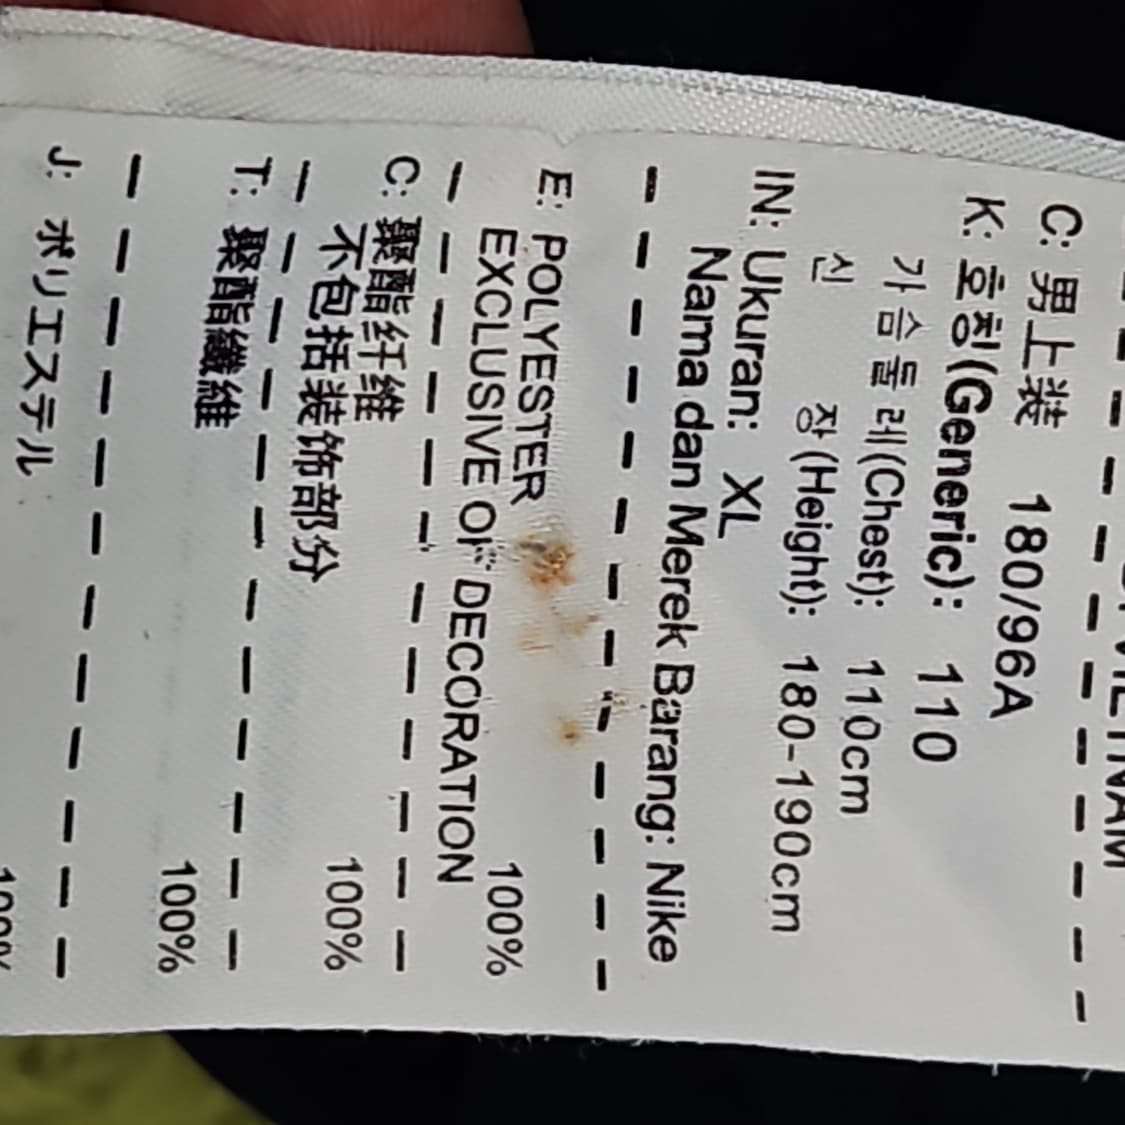 VIETNAM
— — — — — — — — — — —
C: 男上装 180/96A
K: 호칭(Generic): 110
가슴둘레(Chest): 110cm
신 장(Height): 180-190cm
IN: Ukuran: XL
Nama dan Merek Barang: Nike
— — — — — — — — — — — —
E: POLYESTER 100%
EXCLUSIVE OF DECORATION
— — — — — — — — — — — —
C: 聚酯纤维 100%
不包括装饰部分
— — — — — — — — — — — —
T: 聚酯纖維 100%
— — — — — — — — — — — —
J: ポリエステル 100%